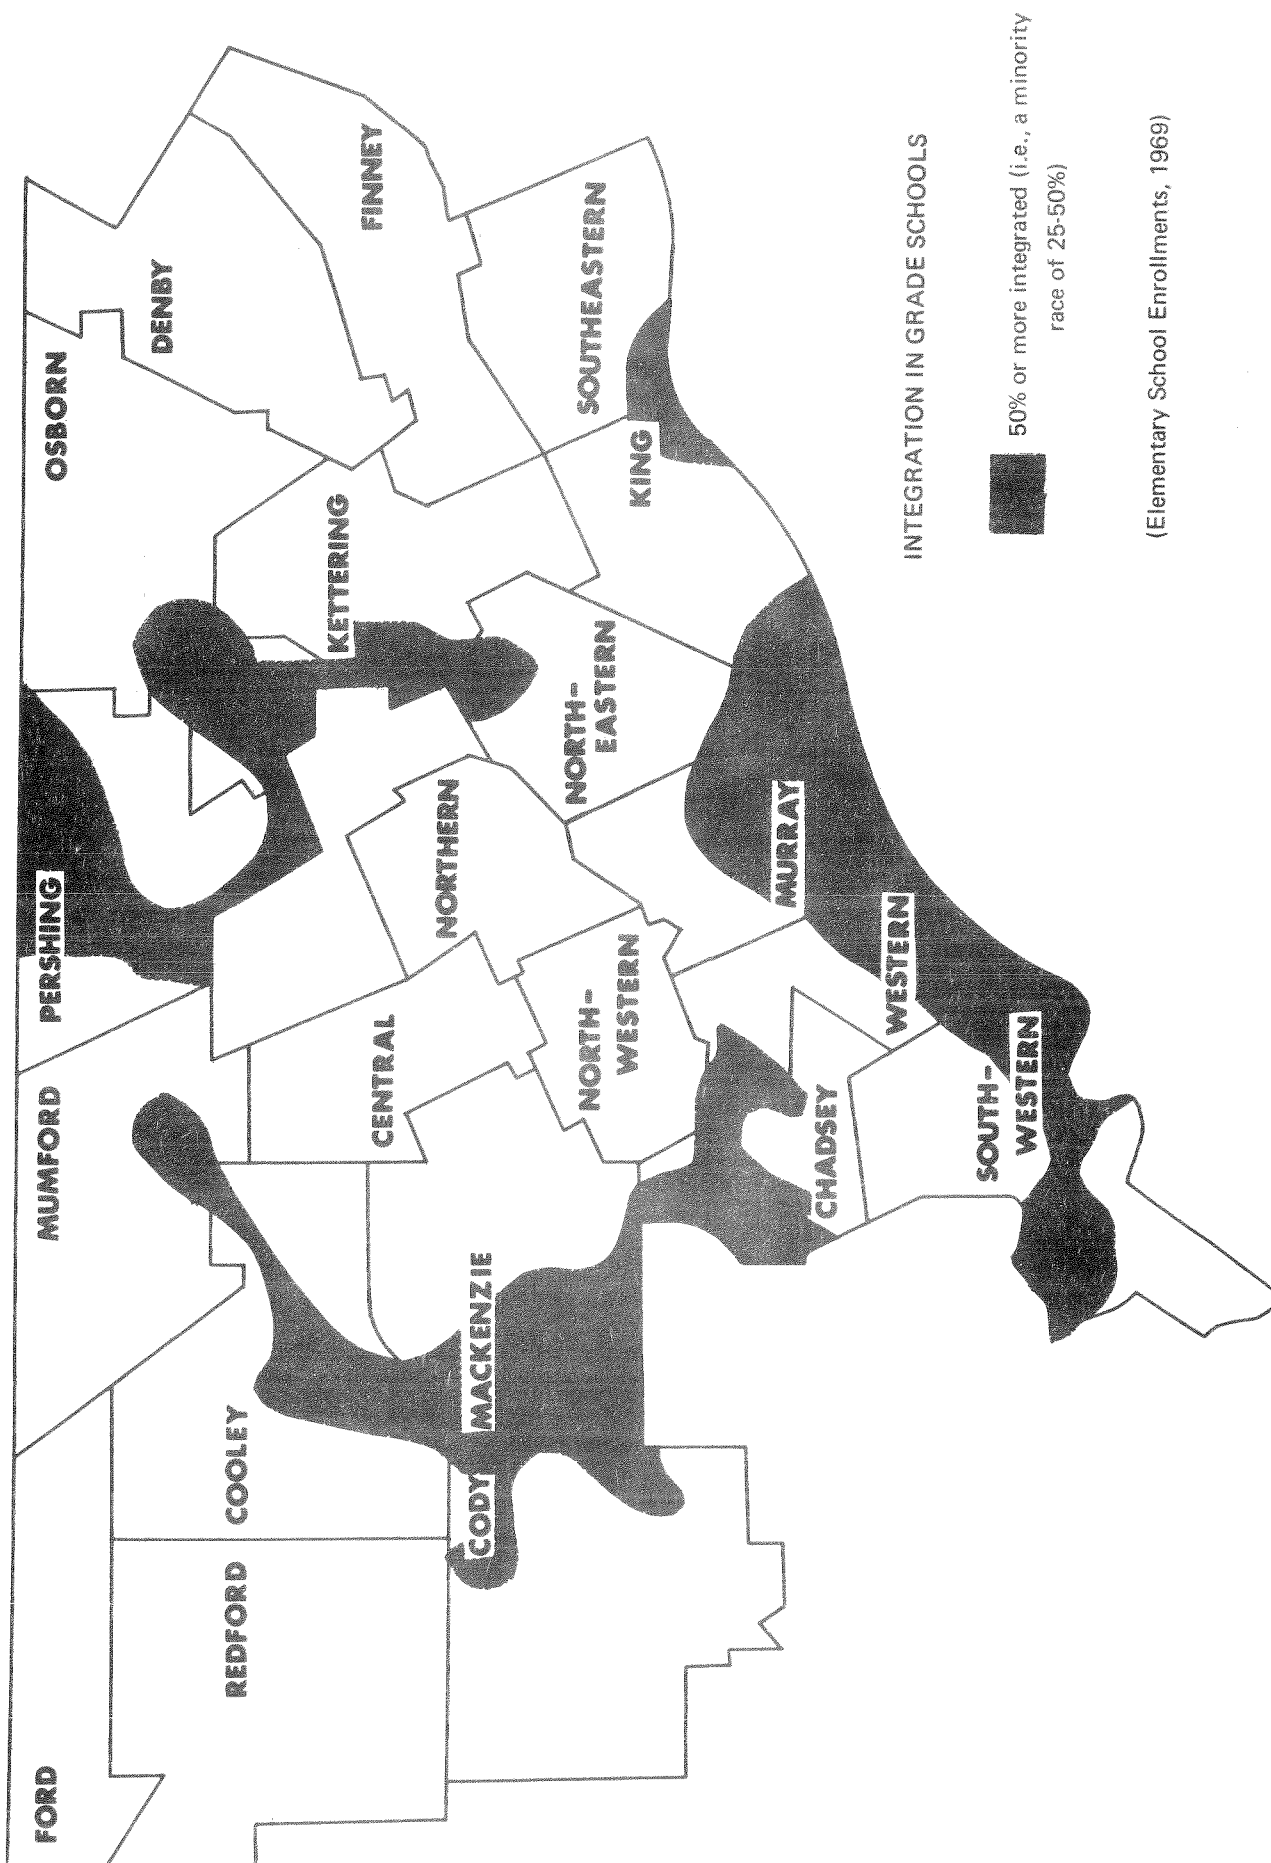 FORD
REDFORD
COOLEY
MUMFORD
PERSHING
OSBORN
DENBY
FINNEY
KETTERING
CENTRAL
NORTHERN
CODY
MACKENZIE
NORTH-
WESTERN
NORTH-
EASTERN
SOUTHEASTERN
KING
MURRAY
CHADSEY
WESTERN
SOUTH-
WESTERN
INTEGRATION IN GRADE SCHOOLS
50% or more integrated (i.e., a minority
race of 25-50%)
(Elementary School Enrollments, 1969)